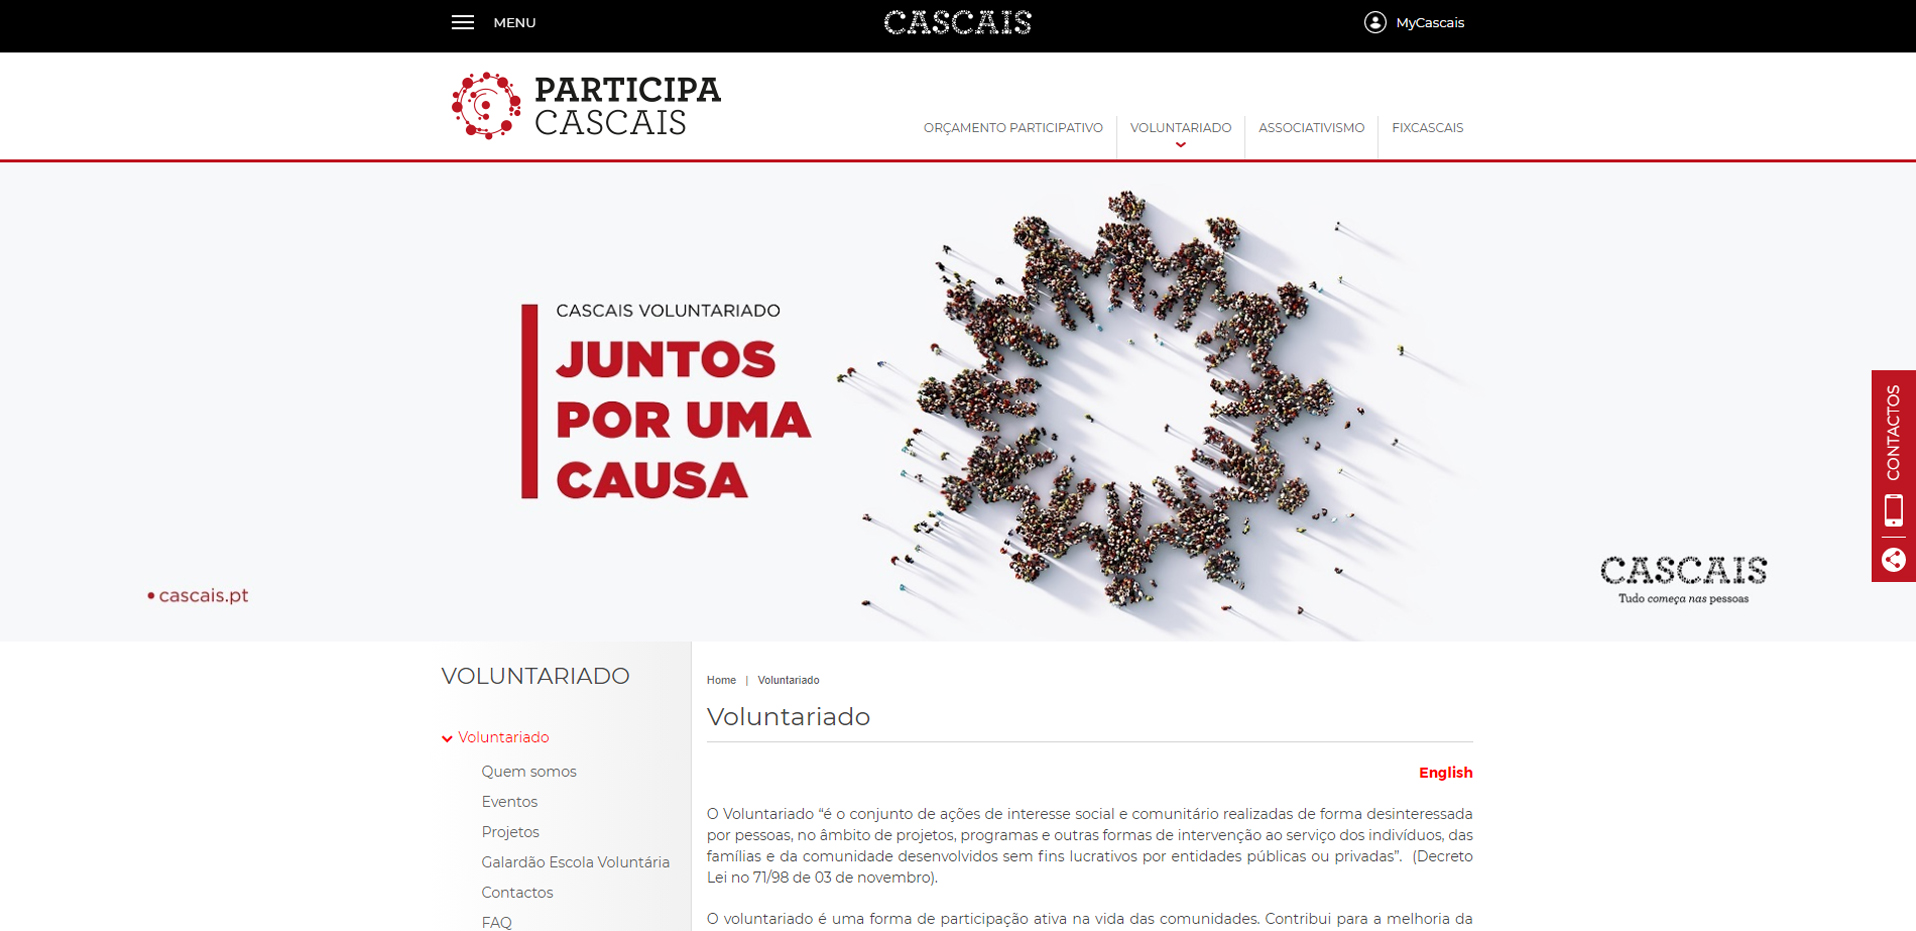 MENU
CASCAIS
MyCascais
PARTICIPA
CASCAIS
ORÇAMENTO PARTICIPATIVO
VOLUNTARIADO
ASSOCIATIVISMO
FIXCASCAIS
CASCAIS VOLUNTARIADO
JUNTOS
POR UMA
CAUSA
cascais.pt
CASCAIS
Tudo começa nas pessoas
CONTACTOS
VOLUNTARIADO
Voluntariado
Quem somos
Eventos
Projetos
Galardão Escola Voluntária
Contactos
FAQ
Home | Voluntariado
Voluntariado
English
O Voluntariado “é o conjunto de ações de interesse social e comunitário realizadas de forma desinteressada
por pessoas, no âmbito de projetos, programas e outras formas de intervenção ao serviço dos indivíduos, das
famílias e da comunidade desenvolvidos sem fins lucrativos por entidades públicas ou privadas”. (Decreto
Lei no 71/98 de 03 de novembro).
O voluntariado é uma forma de participação ativa na vida das comunidades. Contribui para a melhoria da